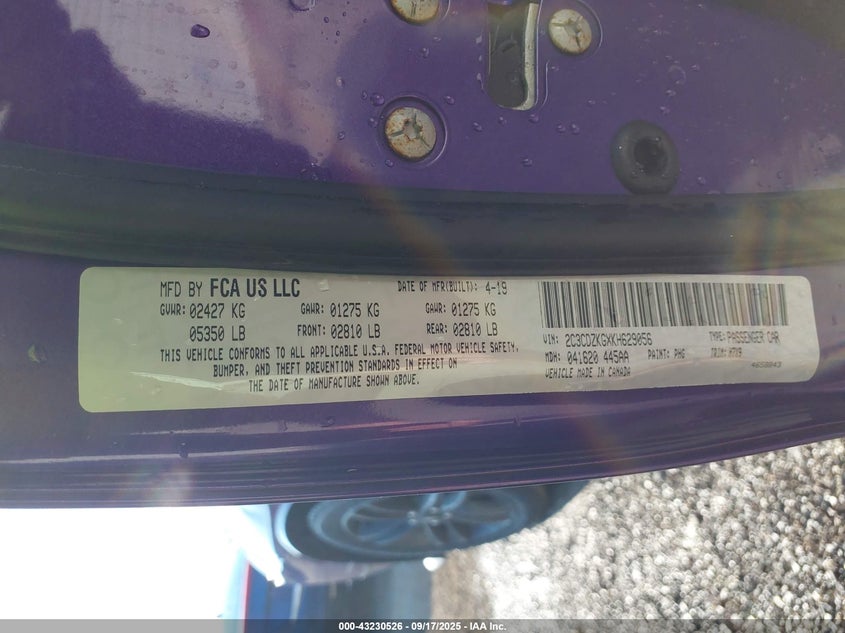 MFD BY FCA US LLC DATE OF MFR(BUILT): 4-19
GVWR: 02427 KG GAWR: 01275 KG GAWR: 01275 KG
05350 LB FRONT: 02810 LB REAR: 02810 LB
THIS VEHICLE CONFORMS TO ALL APPLICABLE U.S.A. FEDERAL MOTOR VEHICLE SAFETY,
BUMPER, AND THEFT PREVENTION STANDARDS IN EFFECT ON
THE DATE OF MANUFACTURE SHOWN ABOVE.
VIN: 2C3CDZKGXKH629056 TYPE: PASSENGER CAR
MDH: 041620 445AA PAINT: PHG TRIM: H7X9
VEHICLE MADE IN CANADA 4658043
000-43230526 - 09/17/2025 - IAA Inc.